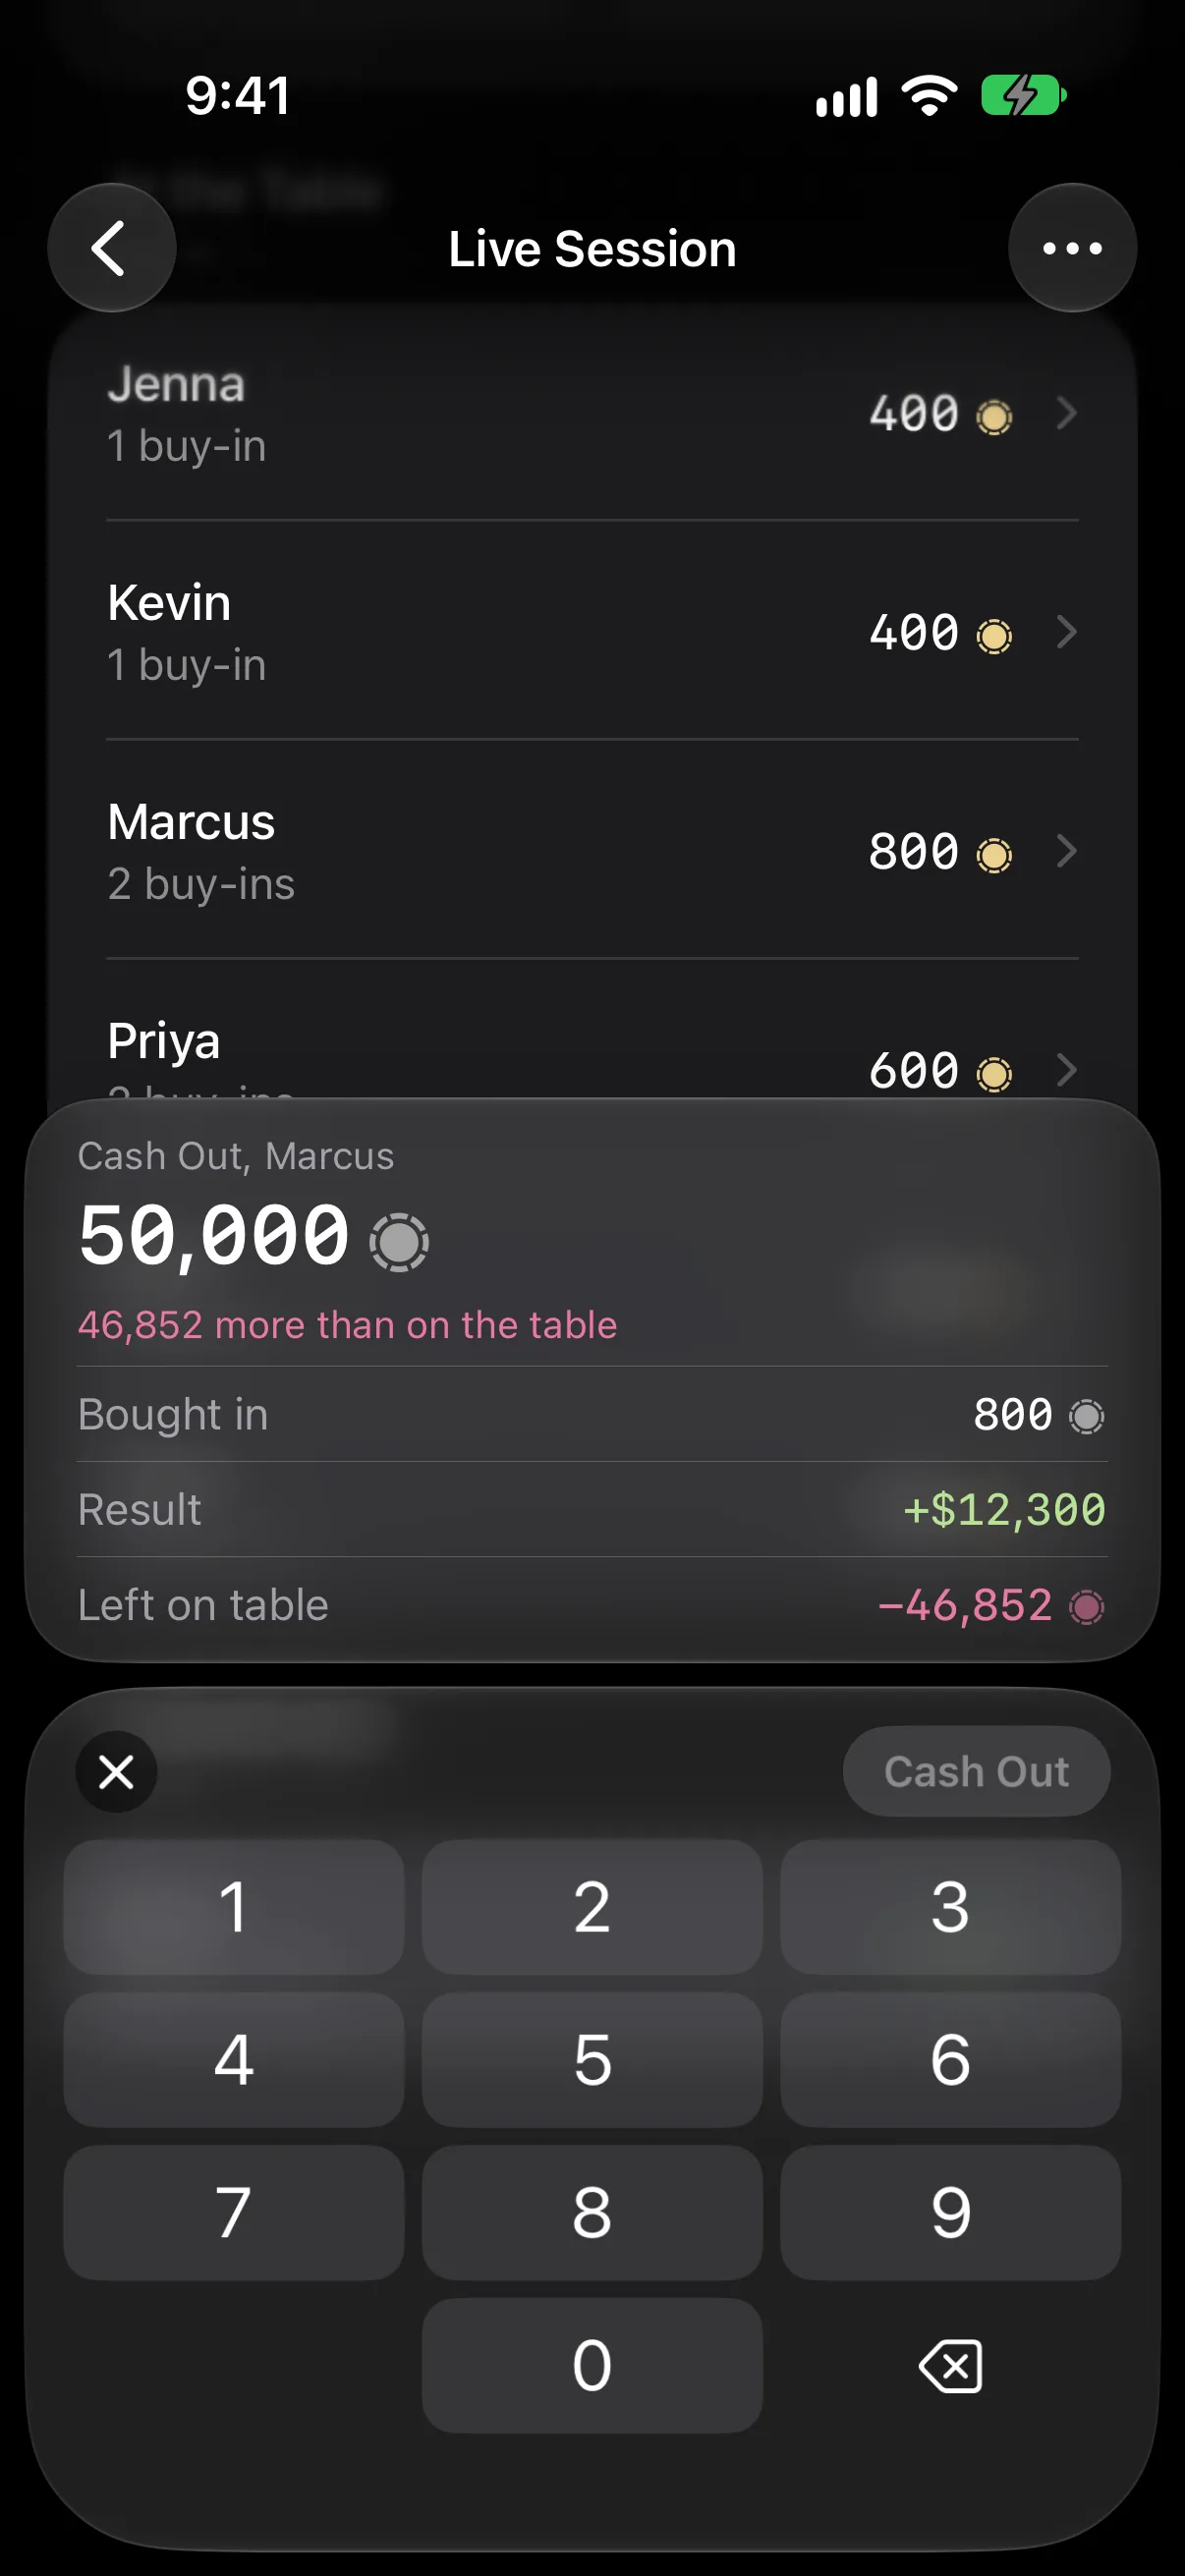 9:41
Live Session
Jenna
400
1 buy-in
Kevin
400
1 buy-in
Marcus
800
2 buy-ins
Priya
600
Cash Out, Marcus
50,000
46,852 more than on the table
Bought in 800
Result +$12,300
Left on table −46,852
Cash Out
1 2 3
4 5 6
7 8 9
0